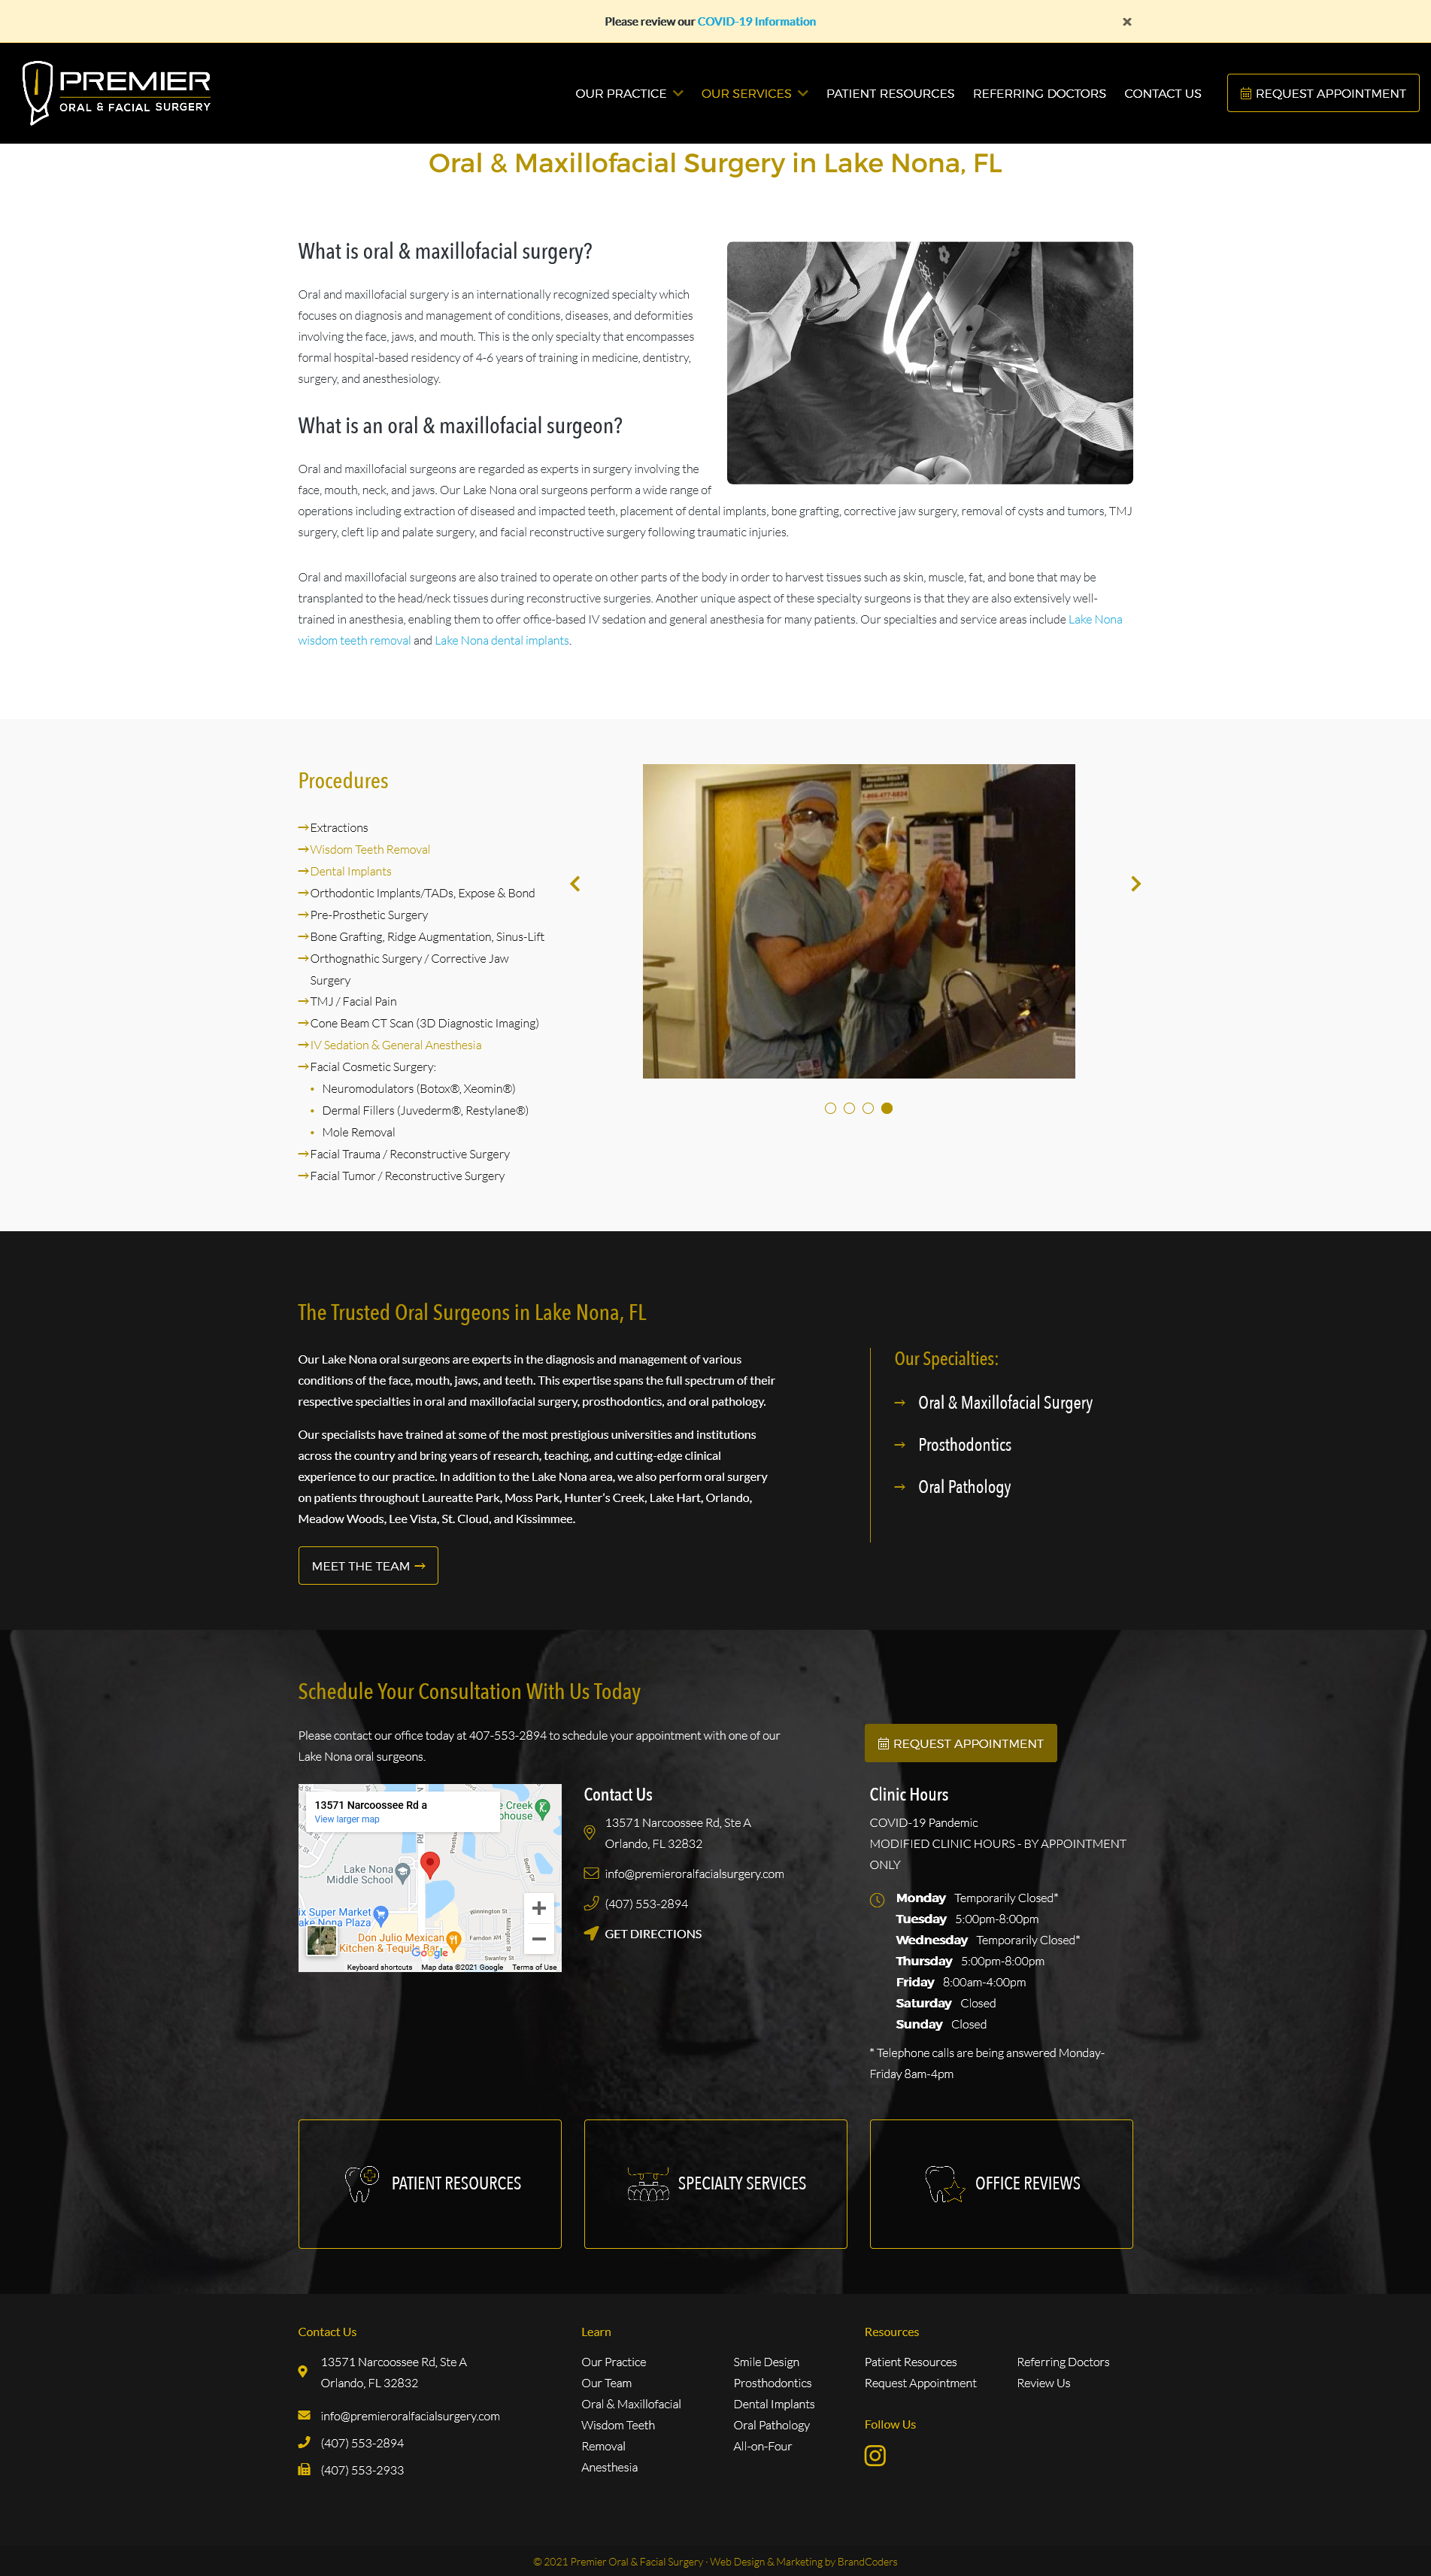 Please review our COVID-19 Information
×
PREMIER
ORAL & FACIAL SURGERY
OUR PRACTICE
OUR SERVICES
PATIENT RESOURCES
REFERRING DOCTORS
CONTACT US
REQUEST APPOINTMENT
Oral & Maxillofacial Surgery in Lake Nona, FL
What is oral & maxillofacial surgery?
Oral and maxillofacial surgery is an internationally recognized specialty which
focuses on diagnosis and management of conditions, diseases, and deformities
involving the face, jaws, and mouth. This is the only specialty that encompasses
formal hospital-based residency of 4-6 years of training in medicine, dentistry,
surgery, and anesthesiology.
What is an oral & maxillofacial surgeon?
Oral and maxillofacial surgeons are regarded as experts in surgery involving the
face, mouth, neck, and jaws. Our Lake Nona oral surgeons perform a wide range of
operations including extraction of diseased and impacted teeth, placement of dental implants, bone grafting, corrective jaw surgery, removal of cysts and tumors, TMJ
surgery, cleft lip and palate surgery, and facial reconstructive surgery following traumatic injuries.
Oral and maxillofacial surgeons are also trained to operate on other parts of the body in order to harvest tissues such as skin, muscle, fat, and bone that may be
transplanted to the head/neck tissues during reconstructive surgeries. Another unique aspect of these specialty surgeons is that they are also extensively well-
trained in anesthesia, enabling them to offer office-based IV sedation and general anesthesia for many patients. Our specialties and service areas include Lake Nona
wisdom teeth removal and Lake Nona dental implants.
Procedures
Extractions
Wisdom Teeth Removal
Dental Implants
Orthodontic Implants/TADs, Expose & Bond
Pre-Prosthetic Surgery
Bone Grafting, Ridge Augmentation, Sinus-Lift
Orthognathic Surgery / Corrective Jaw
Surgery
TMJ / Facial Pain
Cone Beam CT Scan (3D Diagnostic Imaging)
IV Sedation & General Anesthesia
Facial Cosmetic Surgery:
Neuromodulators (Botox®, Xeomin®)
Dermal Fillers (Juvederm®, Restylane®)
Mole Removal
Facial Trauma / Reconstructive Surgery
Facial Tumor / Reconstructive Surgery
Needle Stick?
Call Immediately
1-866-477-6824
The Trusted Oral Surgeons in Lake Nona, FL
Our Lake Nona oral surgeons are experts in the diagnosis and management of various
conditions of the face, mouth, jaws, and teeth. This expertise spans the full spectrum of their
respective specialties in oral and maxillofacial surgery, prosthodontics, and oral pathology.
Our specialists have trained at some of the most prestigious universities and institutions
across the country and bring years of research, teaching, and cutting-edge clinical
experience to our practice. In addition to the Lake Nona area, we also perform oral surgery
on patients throughout Laureatte Park, Moss Park, Hunter's Creek, Lake Hart, Orlando,
Meadow Woods, Lee Vista, St. Cloud, and Kissimmee.
MEET THE TEAM
Our Specialties:
Oral & Maxillofacial Surgery
Prosthodontics
Oral Pathology
Schedule Your Consultation With Us Today
Please contact our office today at 407-553-2894 to schedule your appointment with one of our
Lake Nona oral surgeons.
REQUEST APPOINTMENT
13571 Narcoossee Rd a
View larger map
e Creek
ohouse
Lake Nona
Middle School
Betchy Ct
Winnington St
ix Surgery
ake Nona Plaza
Don Julio Mexican
Kitchen & Tequila Bar
Farndon Aly
Swanley St
Google
Keyboard shortcuts
Map data ©2021 Google
Terms of Use
Contact Us
13571 Narcoossee Rd, Ste A
Orlando, FL 32832
info@premieroralfacialsurgery.com
(407) 553-2894
GET DIRECTIONS
Clinic Hours
COVID-19 Pandemic
MODIFIED CLINIC HOURS - BY APPOINTMENT
ONLY
Monday Temporarily Closed*
Tuesday 5:00pm-8:00pm
Wednesday Temporarily Closed*
Thursday 5:00pm-8:00pm
Friday 8:00am-4:00pm
Saturday Closed
Sunday Closed
* Telephone calls are being answered Monday-
Friday 8am-4pm
PATIENT RESOURCES
SPECIALTY SERVICES
OFFICE REVIEWS
Contact Us
13571 Narcoossee Rd, Ste A
Orlando, FL 32832
info@premieroralfacialsurgery.com
(407) 553-2894
(407) 553-2933
Learn
Our Practice
Our Team
Oral & Maxillofacial
Wisdom Teeth
Removal
Anesthesia
Smile Design
Prosthodontics
Dental Implants
Oral Pathology
All-on-Four
Resources
Patient Resources
Request Appointment
Referring Doctors
Review Us
Follow Us
© 2021 Premier Oral & Facial Surgery · Web Design & Marketing by BrandCoders